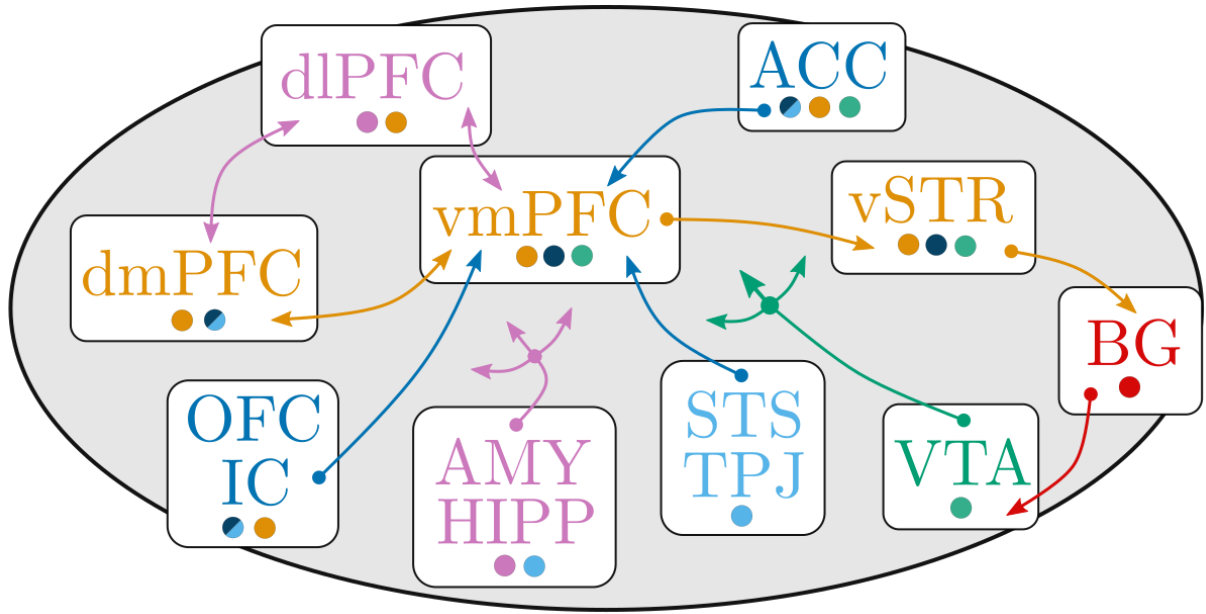 dlPFC
ACC
vmPFC
vSTR
dmPFC
BG
OFC
IC
AMY
HIPP
STS
TPJ
VTA